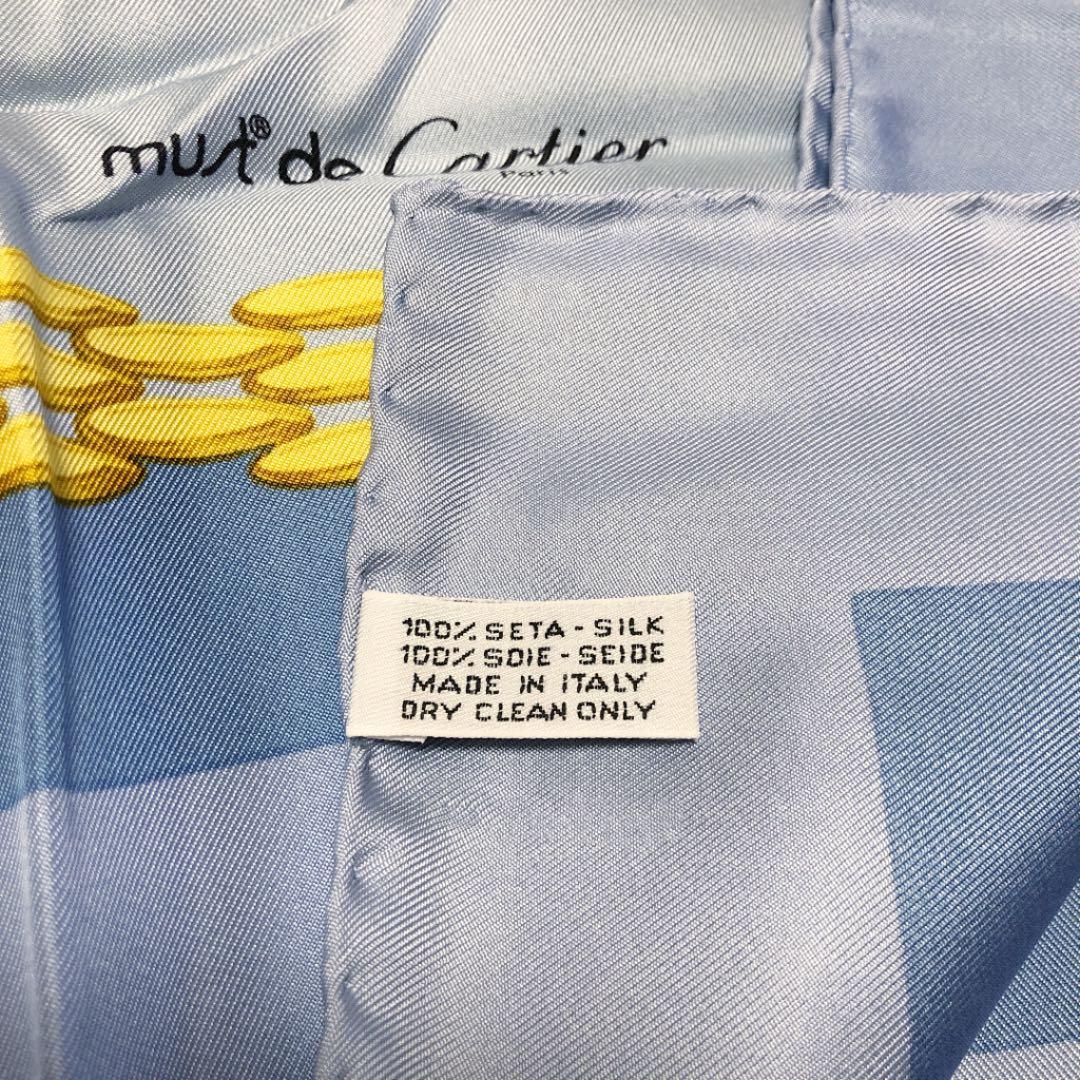 must® de Cartier
Paris
100% SETA - SILK
100% SOIE - SEIDE
MADE IN ITALY
DRY CLEAN ONLY